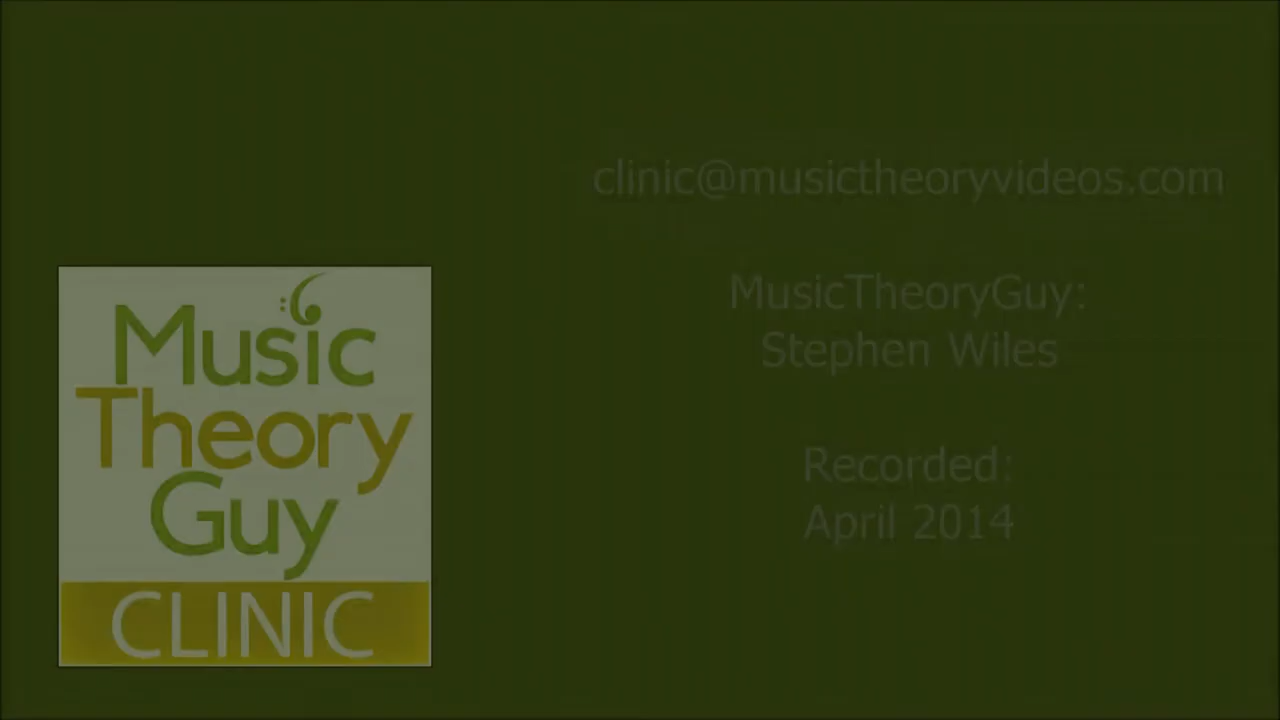 clinic@musictheoryvideos.com
MusicTheoryGuy:
Stephen Wiles
Recorded:
April 2014
Music
Theory
Guy
CLINIC